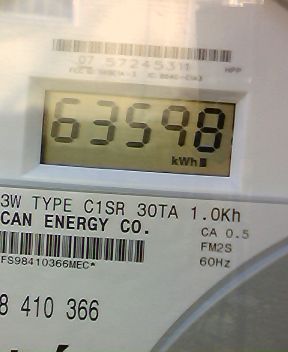 07 57245311 HPP
63598
kWh
3W TYPE C1SR 30TA 1.0Kh
CAN ENERGY CO.
CA 0.5
FM2S
FS98410366MEC*
60Hz
8 410 366